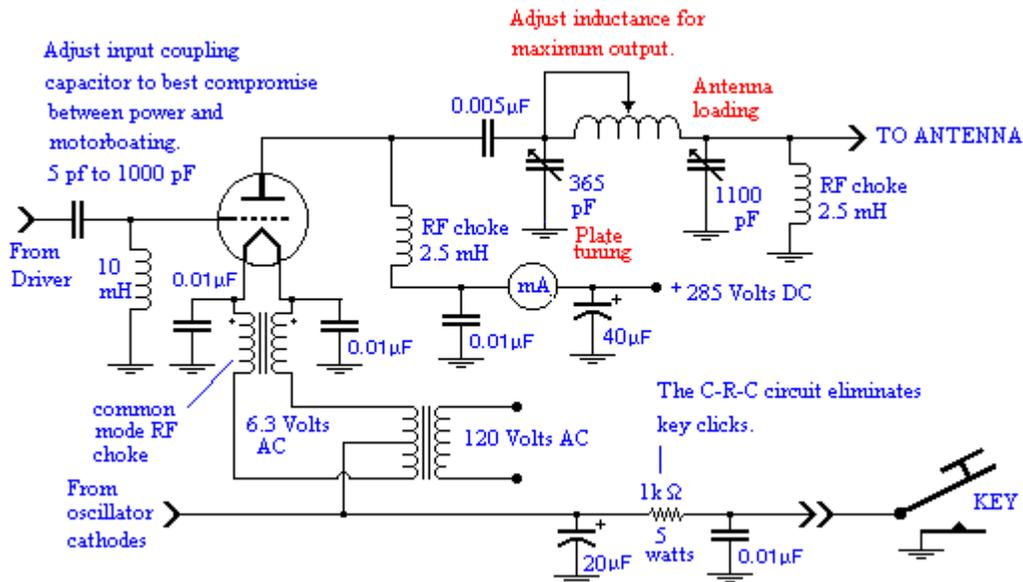 Adjust inductance for
maximum output.
Adjust input coupling
capacitor to best compromise
between power and
motorboating.
5 pf to 1000 pF
Antenna
loading
0.005µF
TO ANTENNA
365
pF
Plate
tuning
1100
pF
RF choke
2.5 mH
RF choke
2.5 mH
From
Driver
10
mH
0.01µF
mA
+ 285 Volts DC
+
40µF
0.01µF
0.01µF
common
mode RF
choke
6.3 Volts
AC
120 Volts AC
The C-R-C circuit eliminates
key clicks.
From
oscillator
cathodes
1k Ω
5
watts
+
20µF
0.01µF
KEY